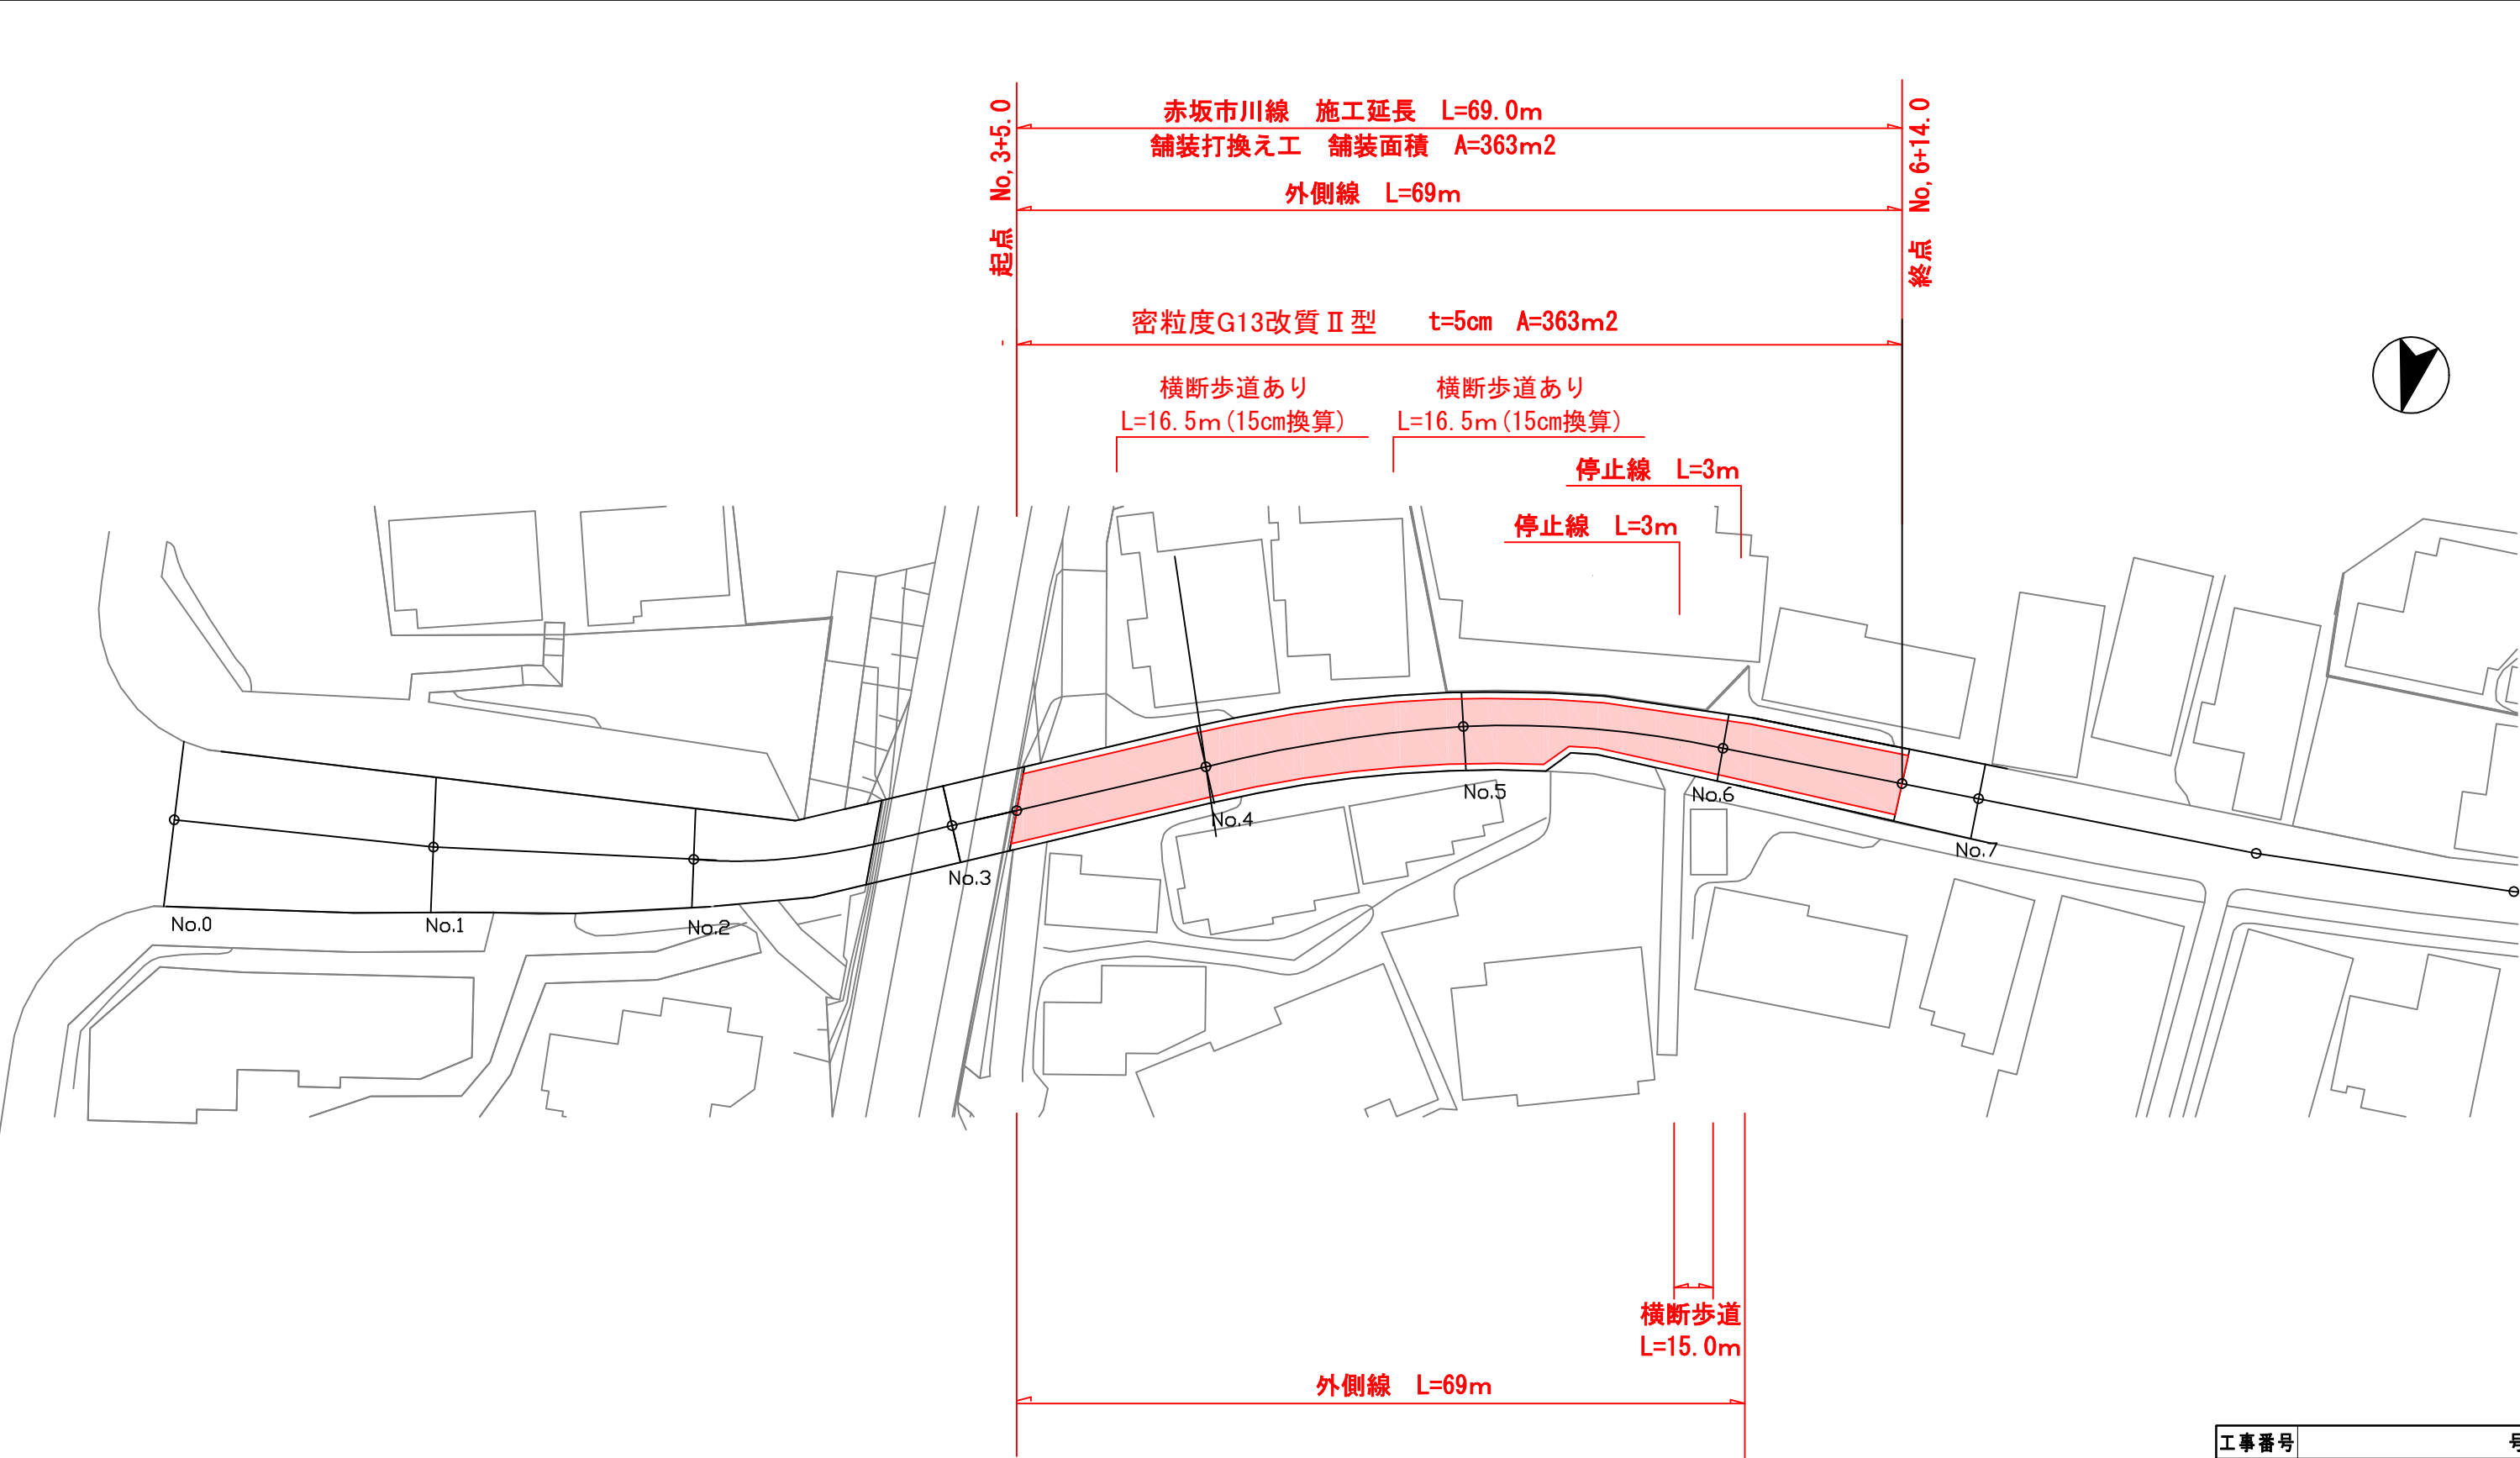 赤坂市川線 施工延長 L=69.0m
舗装打換え工 舗装面積 A=363m2
外側線 L=69m
起点 No,3+5.0
終点 No,6+14.0
密粒度G13改質Ⅱ型 t=5cm A=363m2
横断歩道あり
L=16.5m(15cm換算)
横断歩道あり
L=16.5m(15cm換算)
停止線 L=3m
停止線 L=3m
No.0
No.1
No.2
No.3
No.4
No.5
No.6
No.7
横断歩道
L=15.0m
外側線 L=69m
工事番号 号